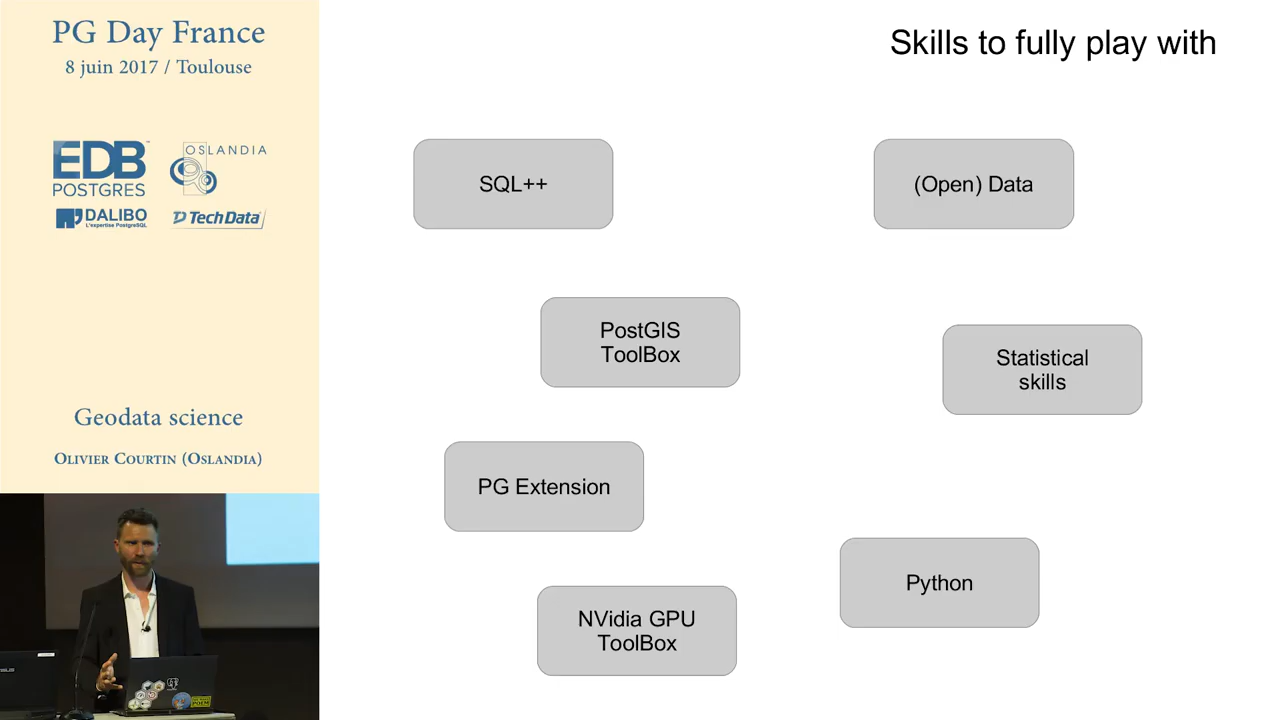 PG Day France
8 juin 2017 / Toulouse
EDB
POSTGRES
OSLANDIA
DALIBO
L'expertise PostgreSQL
TechData
Geodata science
Olivier Courtin (Oslandia)
Skills to fully play with
SQL++
(Open) Data
PostGIS
ToolBox
Statistical
skills
PG Extension
Python
NVidia GPU
ToolBox